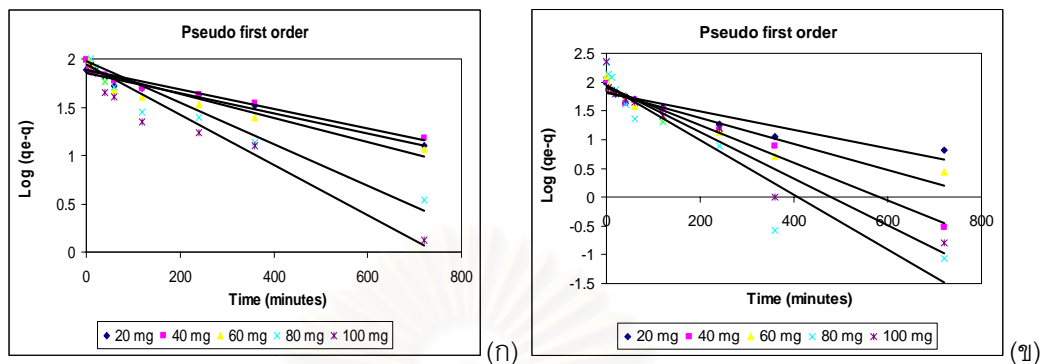 Pseudo first order
Log (qe-q)
2
1.5
1
0.5
0
0 200 400 600 800
Time (minutes)
20 mg 40 mg 60 mg 80 mg 100 mg
(ก)
Pseudo first order
Log (qe-q)
2.5
2
1.5
1
0.5
0
-0.5
-1
-1.5
0 200 400 600 800
Time (minutes)
20 mg 40 mg 60 mg 80 mg 100 mg
(ข)